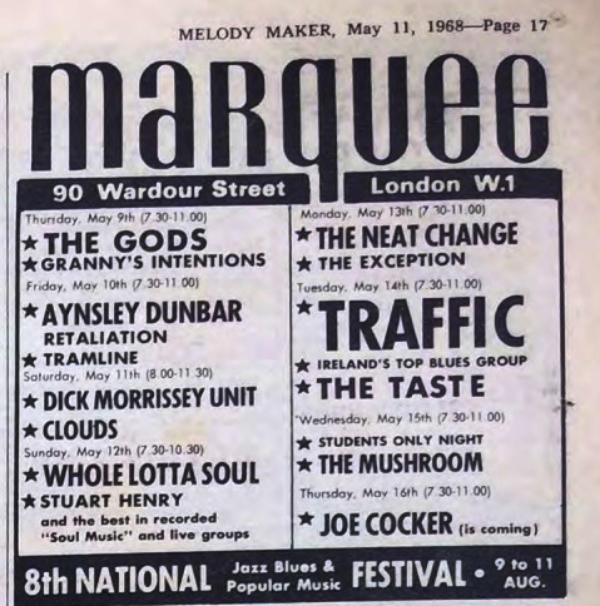 MELODY MAKER, May 11, 1968—Page 17
marquee
90 Wardour Street
London W.1
Thursday, May 9th (7.30-11.00)
★ THE GODS
★ GRANNY'S INTENTIONS
Friday, May 10th (7.30-11.00)
★ AYNSLEY DUNBAR
RETALIATION
★ TRAMLINE
Saturday, May 11th (8.00-11.30)
★ DICK MORRISSEY UNIT
★ CLOUDS
Sunday, May 12th (7.30-10.30)
★ WHOLE LOTTA SOUL
★ STUART HENRY
and the best in recorded
"Soul Music" and live groups
Monday, May 13th (7.30-11.00)
★ THE NEAT CHANGE
★ THE EXCEPTION
Tuesday, May 14th (7.30-11.00)
★ TRAFFIC
★ IRELAND'S TOP BLUES GROUP
★ THE TASTE
Wednesday, May 15th (7.30-11.00)
★ STUDENTS ONLY NIGHT
★ THE MUSHROOM
Thursday, May 16th (7.30-11.00)
★ JOE COCKER (is coming)
8th NATIONAL Jazz Blues & Popular Music FESTIVAL • 9 to 11 AUG.